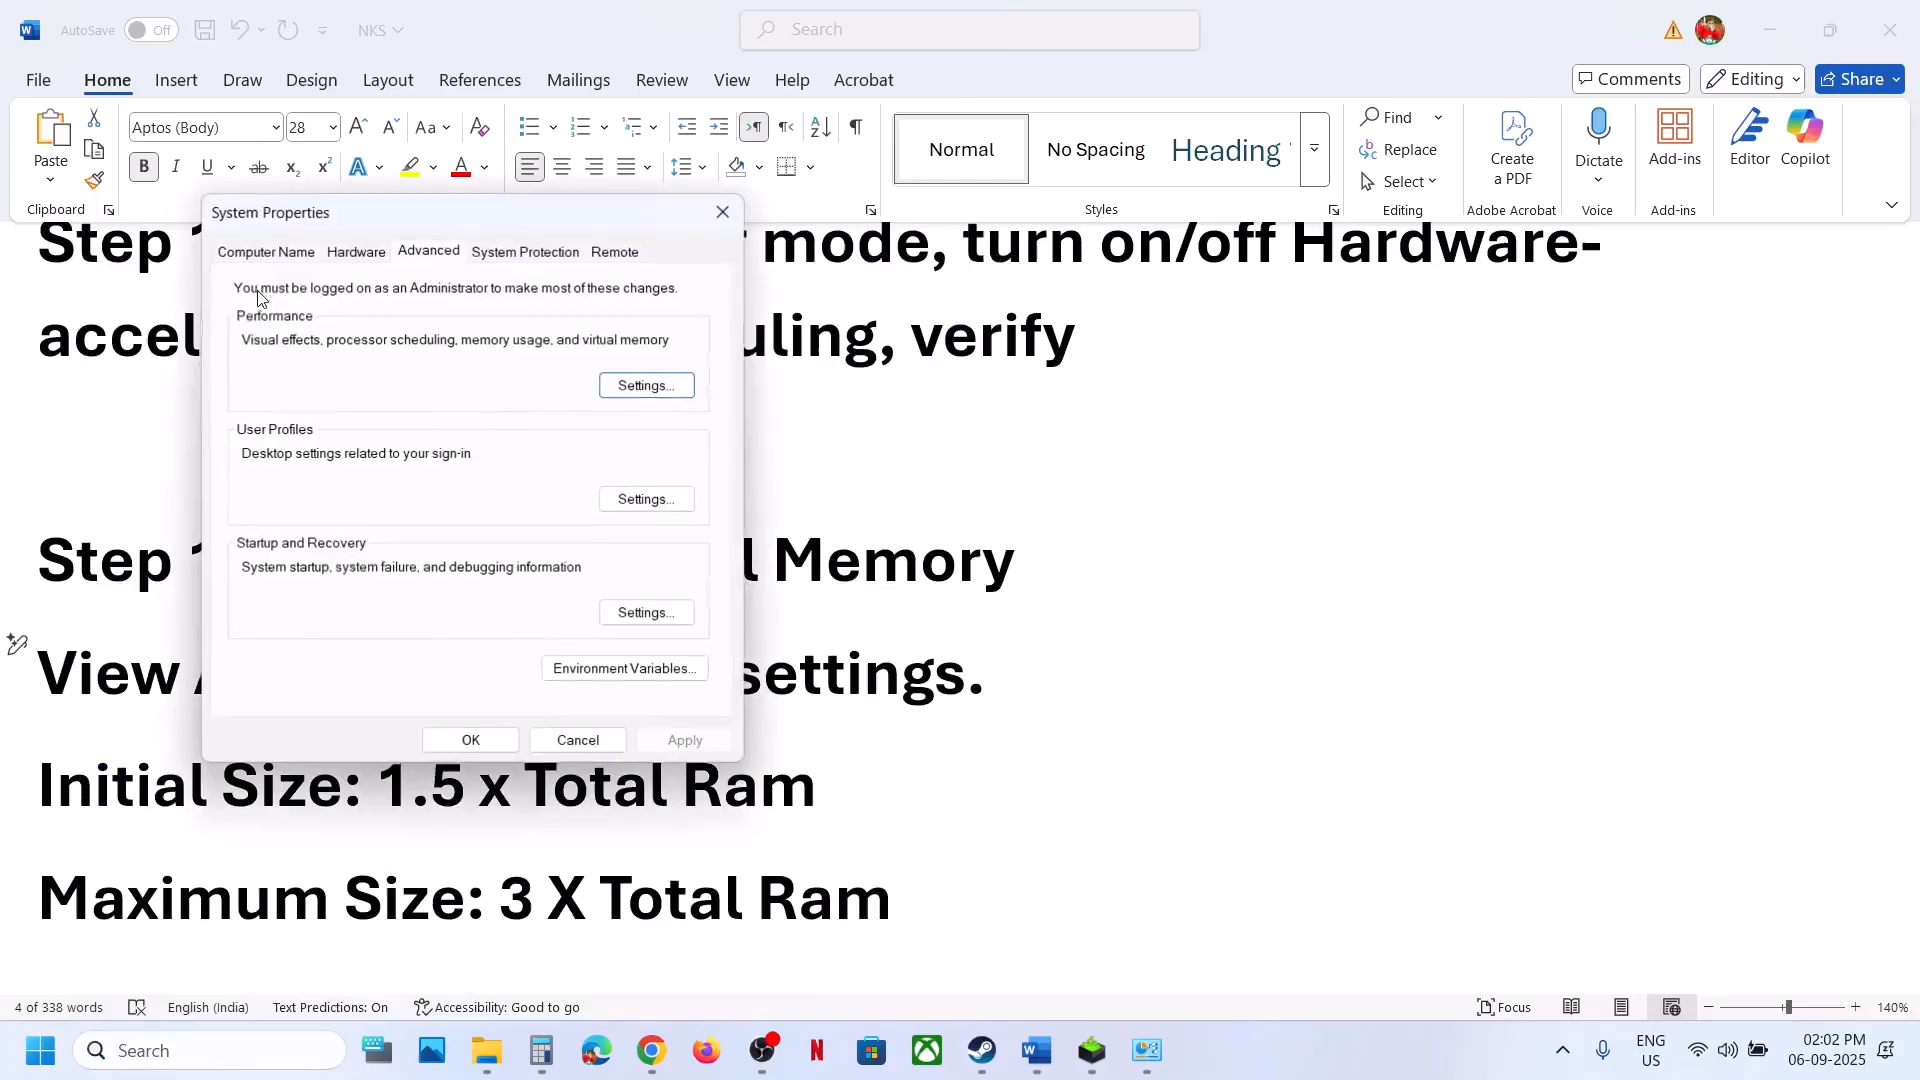 AutoSave Off NKS Search
File Home Insert Draw Design Layout References Mailings Review View Help Acrobat Comments Editing Share
Paste
Clipboard
Aptos (Body) 28
Normal No Spacing Heading
Styles
Find
Replace
Select
Editing
Create
a PDF
Adobe Acrobat
Dictate
Voice
Add-ins
Add-ins
Editor
Copilot
System Properties
Computer Name Hardware Advanced System Protection Remote
You must be logged on as an Administrator to make most of these changes.
Performance
Visual effects, processor scheduling, memory usage, and virtual memory
Settings...
User Profiles
Desktop settings related to your sign-in
Settings...
Startup and Recovery
System startup, system failure, and debugging information
Settings...
Environment Variables...
OK Cancel Apply
Step mode, turn on/off Hardware-
verify
Step Memory
View settings.
Initial Size: 1.5 x Total Ram
Maximum Size: 3 X Total Ram
4 of 338 words English (India) Text Predictions: On Accessibility: Good to go Focus 140%
Search
ENG
US
02:02 PM
06-09-2025